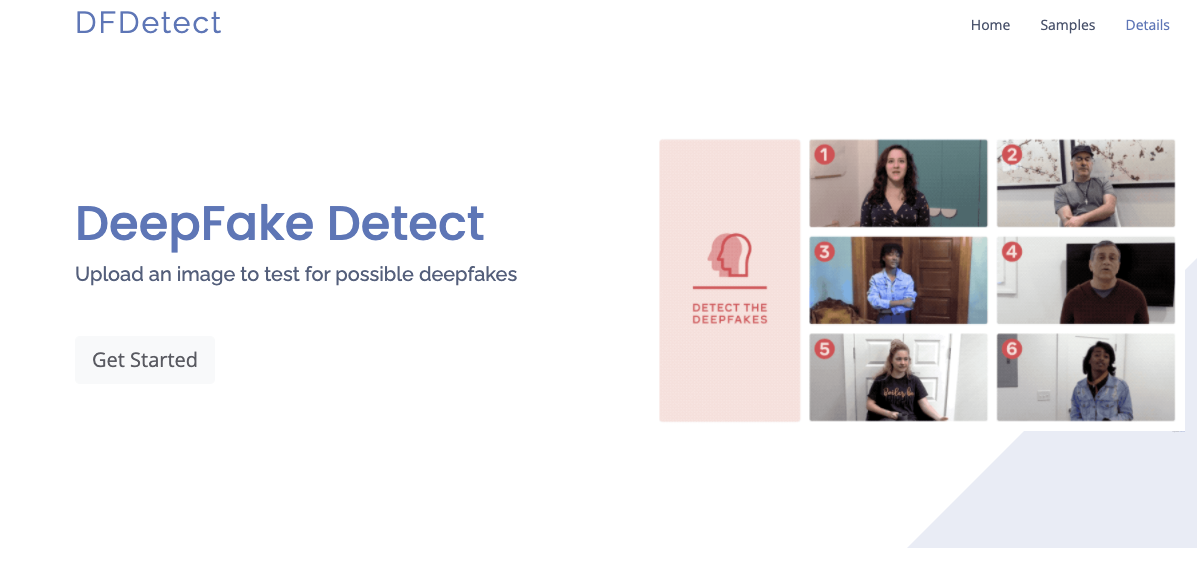 DFDetect
Home Samples Details
DeepFake Detect
Upload an image to test for possible deepfakes
Get Started
DETECT THE
DEEPFAKES
1
2
3
4
5
6